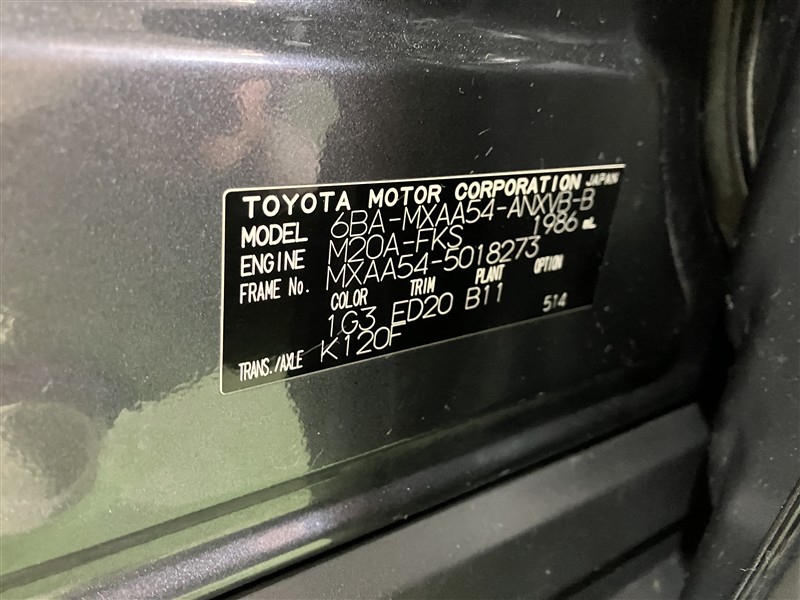 TOYOTA MOTOR CORPORATION JAPAN
MODEL 6BA-MXAA54-ANXVB-B
ENGINE M20A-FKS 1986 mL
FRAME No. MXAA54-5018273
COLOR TRIM PLANT OPTION
1G3 ED20 B11 514
TRANS./AXLE K120F